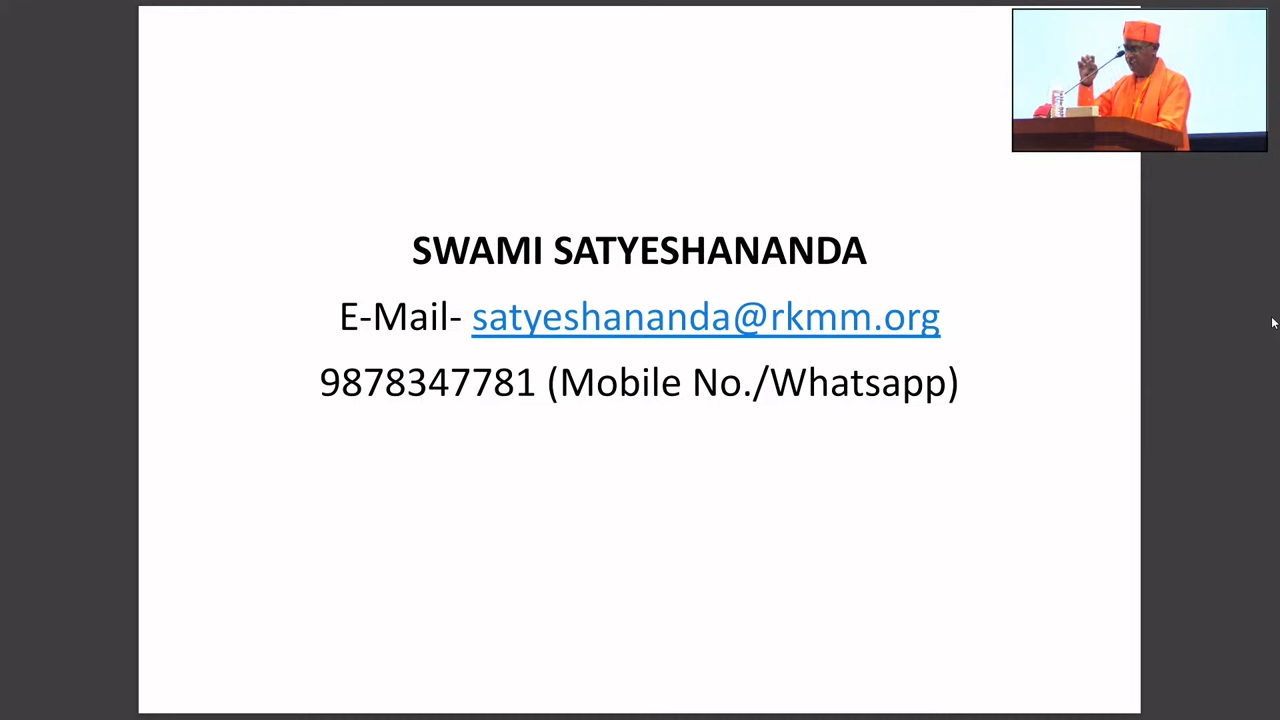 SWAMI SATYESHANANDA
E-Mail- satyeshananda@rkmm.org
9878347781 (Mobile No./Whatsapp)